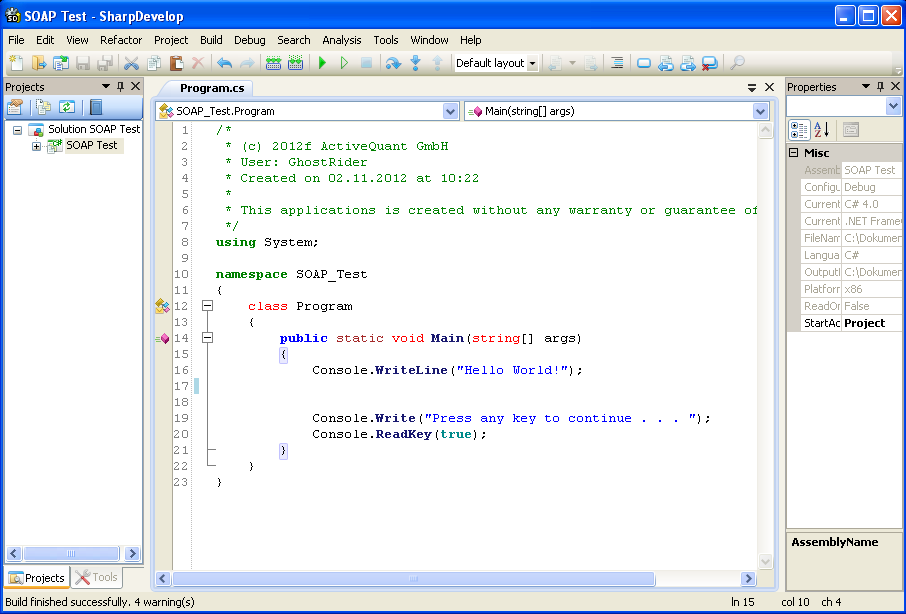 SOAP Test - SharpDevelop
File Edit View Refactor Project Build Debug Search Analysis Tools Window Help
Default layout
Projects
Program.cs
Properties
SOAP_Test.Program
Main(string[] args)
Solution SOAP Test
SOAP Test
1 /*
2 * (c) 2012f ActiveQuant GmbH
3 * User: GhostRider
4 * Created on 02.11.2012 at 10:22
5 *
6 * This applications is created without any warranty or guarantee of
7 */
8 using System;
9
10 namespace SOAP_Test
11 {
12 class Program
13 {
14 public static void Main(string[] args)
15 {
16 Console.WriteLine("Hello World!");
17
18
19 Console.Write("Press any key to continue . . . ");
20 Console.ReadKey(true);
21 }
22 }
23 }
Misc
Assemb SOAP Test
Configu Debug
Current C# 4.0
Current .NET Frame
FileNam C:\Dokumen
Langua C#
Outputl C:\Dokumen
Platforr x86
ReadOr False
StartAc Project
AssemblyName
Projects
Tools
Build finished successfully. 4 warning(s)
ln 15 col 10 ch 4